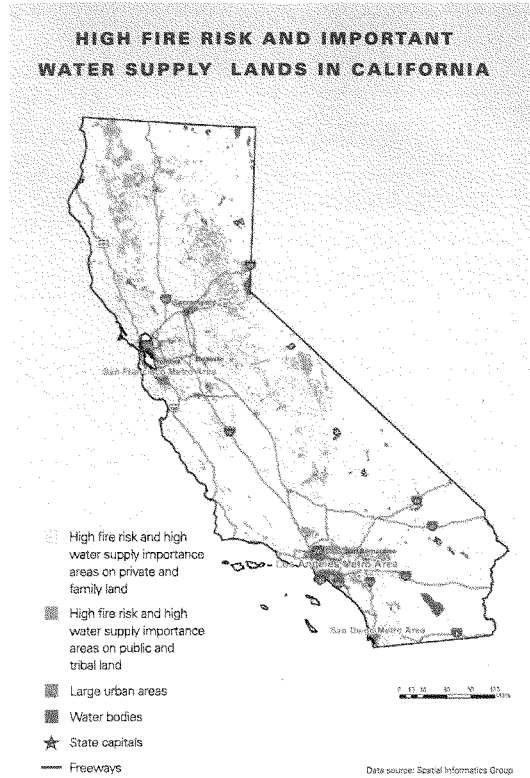 HIGH FIRE RISK AND IMPORTANT
WATER SUPPLY LANDS IN CALIFORNIA
San Francisco Metro Area
Los Angeles Metro Area
San Diego Metro Area
High fire risk and high
water supply importance
areas on private and
family land
High fire risk and high
water supply importance
areas on public and
tribal land
Large urban areas
Water bodies
State capitals
Freeways
Data source: Spatial Informatics Group